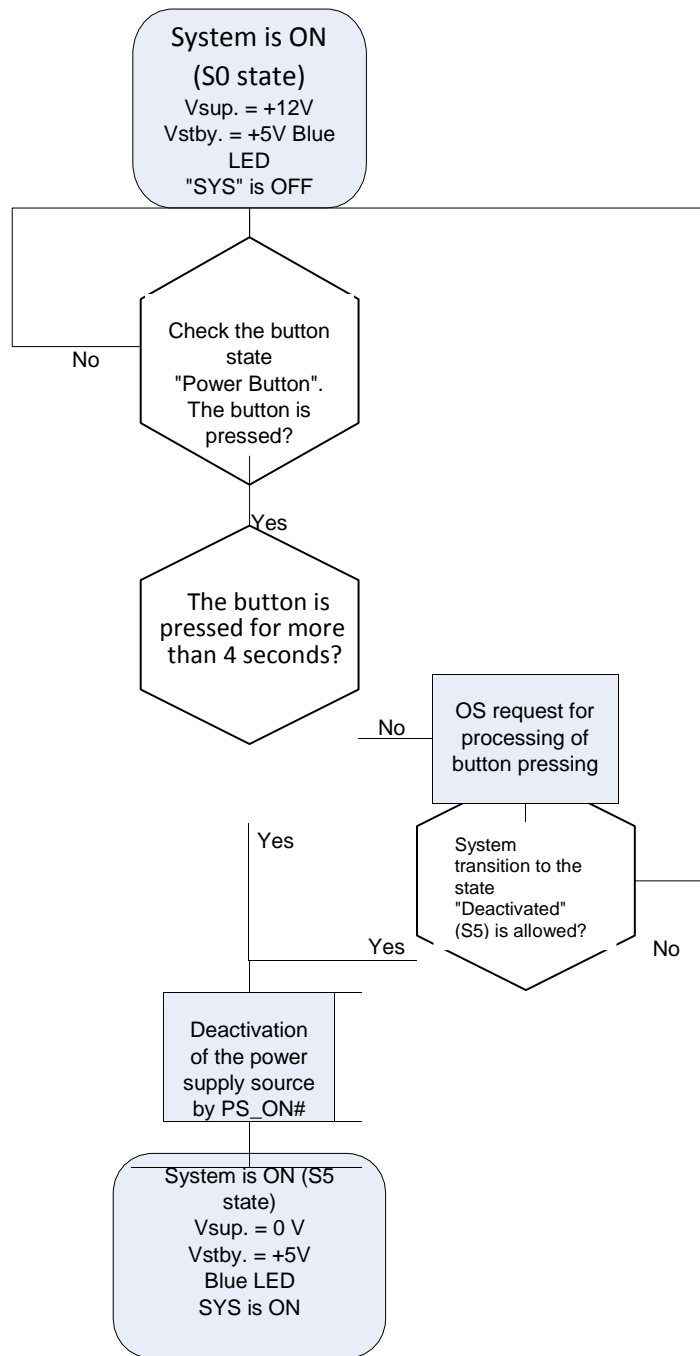 System is ON
(S0 state)
Vsup. = +12V
Vstby. = +5V Blue
LED
"SYS" is OFF
Check the button
state
"Power Button".
The button is
pressed?
No
Yes
The button is
pressed for more
than 4 seconds?
No
OS request for
processing of
button pressing
Yes
System
transition to the
state
"Deactivated"
(S5) is allowed?
Yes
No
Deactivation
of the power
supply source
by PS_ON#
System is ON (S5
state)
Vsup. = 0 V
Vstby. = +5V
Blue LED
SYS is ON